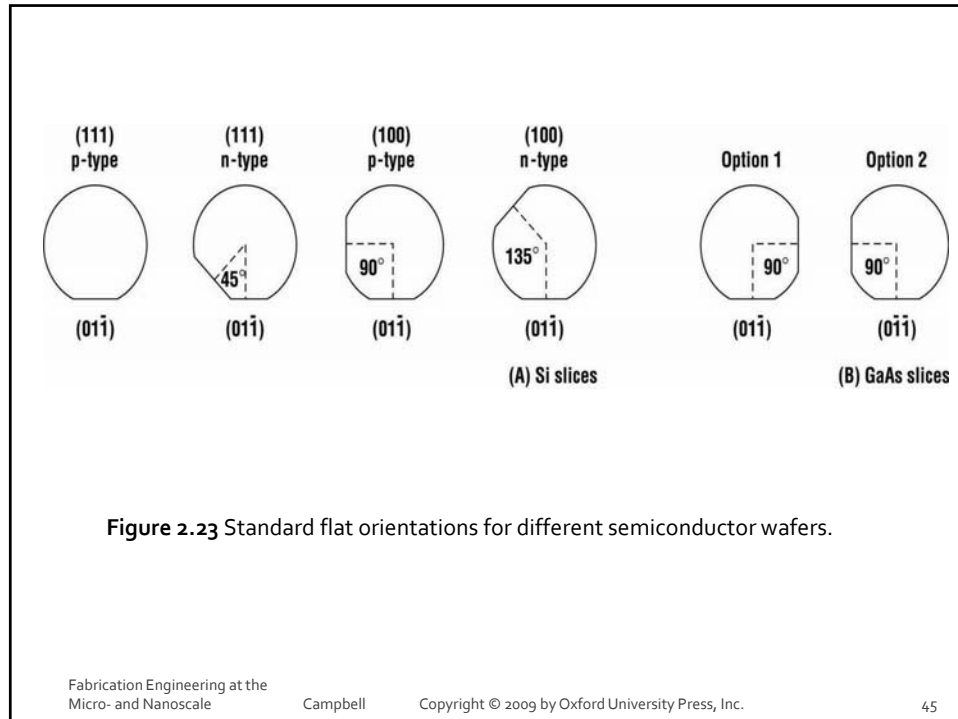 (111) p-type
(111) n-type
(100) p-type
(100) n-type
Option 1
Option 2
45°
90°
135°
90°
90°
(011̄)
(011̄)
(011̄)
(011̄)
(011̄)
(01̄1̄)
(A) Si slices
(B) GaAs slices
Figure 2.23 Standard flat orientations for different semiconductor wafers.
Fabrication Engineering at the
Micro- and Nanoscale
Campbell
Copyright © 2009 by Oxford University Press, Inc.
45